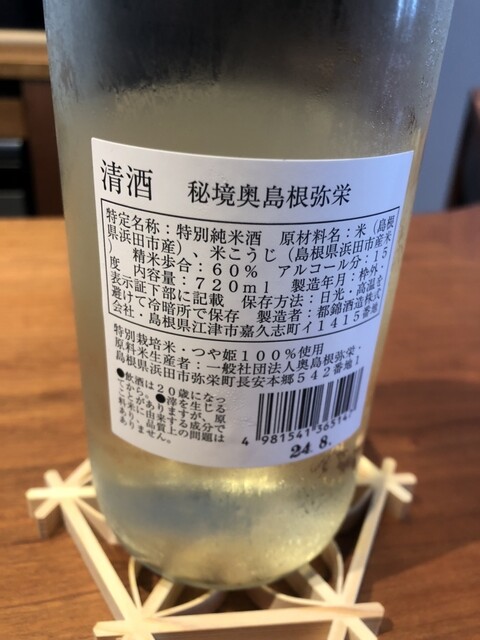 清酒 秘境奥島根弥栄
特定名称：特別純米酒 原材料名：米（島根
県浜田市産）、米こうじ（島根県浜田市産米
） 精米歩合：60% アルコール分：15
度 内容量：720ml 製造年月：枠外、
表示証下部に記載 保存方法：日光・高温を
避けて冷暗所で保存 製造者：都錦酒造株式
会社：島根県江津市嘉久志町イ1415番地
特別栽培米・つや姫100%使用
原料米生産者：一般社団法人奥島根弥栄・
島根県浜田市弥栄町長安本郷542番地1
●飲酒は20歳になっ
てから。
4 981541 365141
24.8.